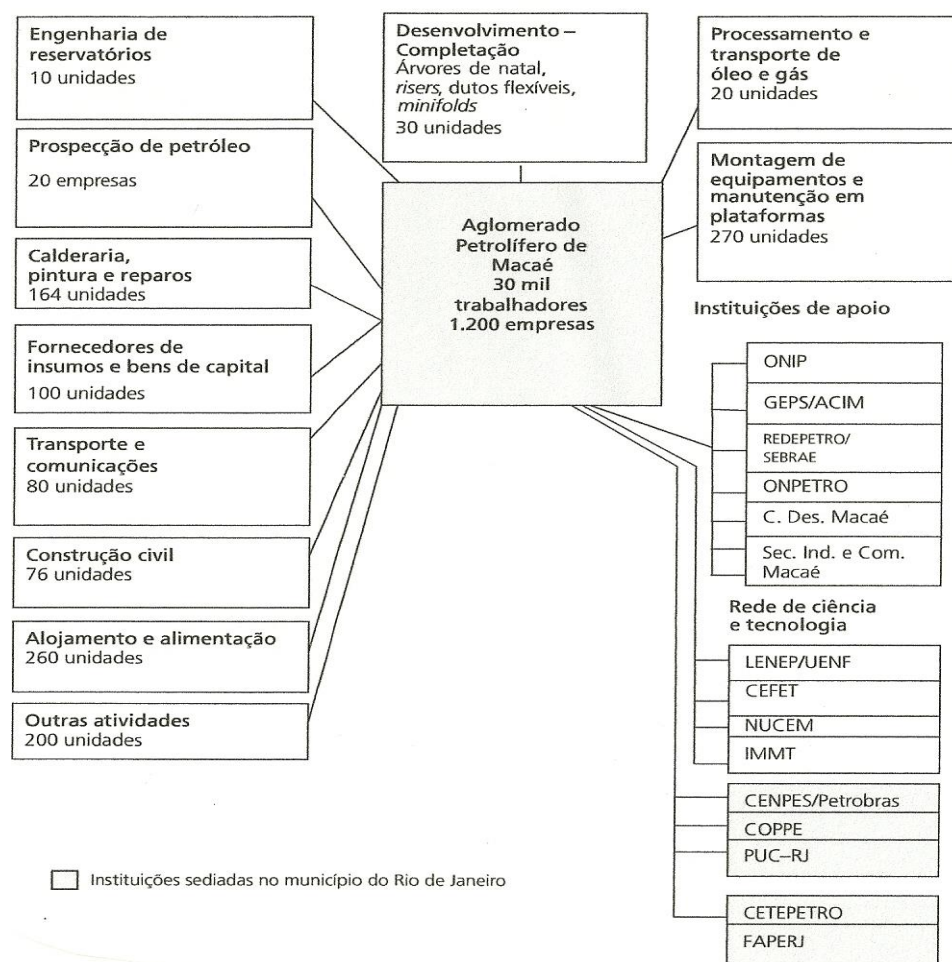 Engenharia de
reservatórios
10 unidades
Prospecção de petróleo
20 empresas
Calderaria,
pintura e reparos
164 unidades
Fornecedores de
insumos e bens de capital
100 unidades
Transporte e
comunicações
80 unidades
Construção civil
76 unidades
Alojamento e alimentação
260 unidades
Outras atividades
200 unidades
Desenvolvimento –
Completação
Árvores de natal,
risers, dutos flexíveis,
minifolds
30 unidades
Aglomerado
Petrolífero de
Macaé
30 mil
trabalhadores
1.200 empresas
Processamento e
transporte de
óleo e gás
20 unidades
Montagem de
equipamentos e
manutenção em
plataformas
270 unidades
Instituições de apoio
ONIP
GEPS/ACIM
REDEPETRO/
SEBRAE
ONPETRO
C. Des. Macaé
Sec. Ind. e Com.
Macaé
Rede de ciência
e tecnologia
LENEP/UENF
CEFET
NUCEM
IMMT
CENPES/Petrobras
COPPE
PUC–RJ
CETEPETRO
FAPERJ
Instituições sediadas no município do Rio de Janeiro